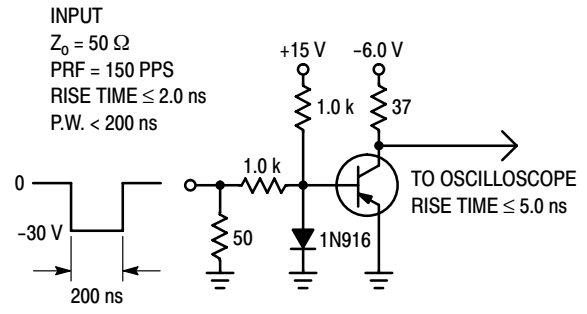 INPUT
Zo = 50 Ω
PRF = 150 PPS
RISE TIME ≤ 2.0 ns
P.W. < 200 ns
+15 V
−6.0 V
1.0 k
37
1.0 k
TO OSCILLOSCOPE
RISE TIME ≤ 5.0 ns
0
−30 V
50
1N916
200 ns